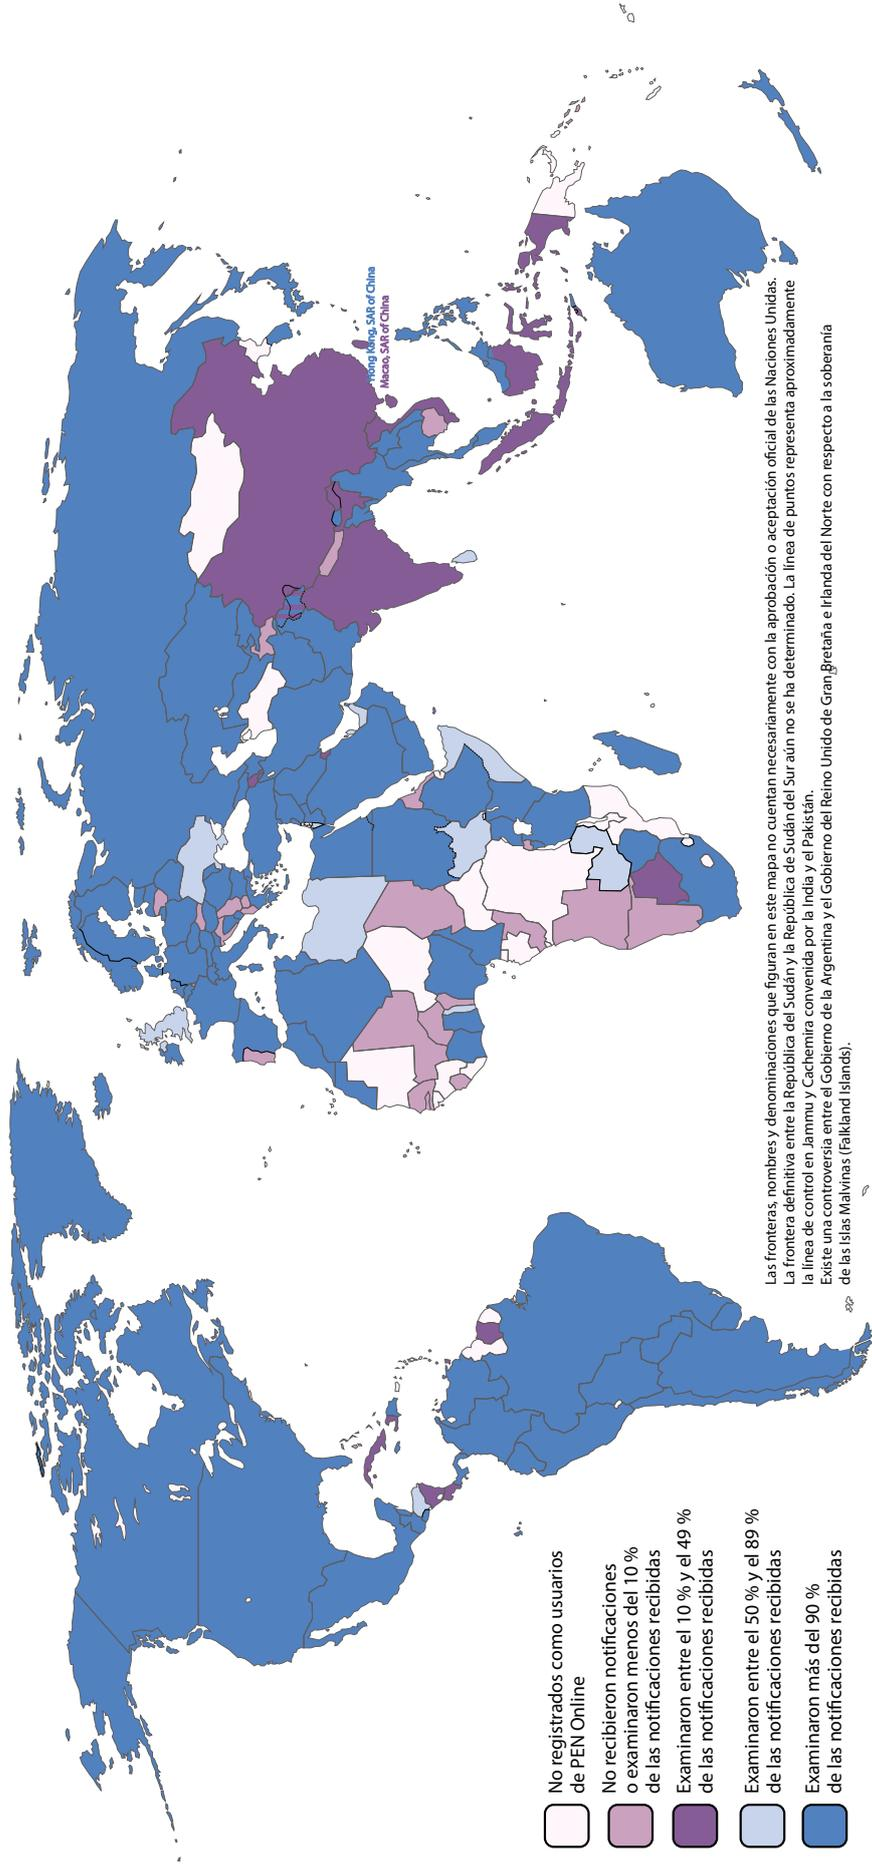 Hong Kong, SAR of China
Macao, SAR of China
No registrados como usuarios
de PEN Online
No recibieron notificaciones
o examinaron menos del 10 %
de las notificaciones recibidas
Examinaron entre el 10 % y el 49 %
de las notificaciones recibidas
Examinaron entre el 50 % y el 89 %
de las notificaciones recibidas
Examinaron más del 90 %
de las notificaciones recibidas
Las fronteras, nombres y denominaciones que figuran en este mapa no cuentan necesariamente con la aprobación o aceptación oficial de las Naciones Unidas.
La frontera definitiva entre la República del Sudán y la República de Sudán del Sur aún no se ha determinado. La línea de puntos representa aproximadamente
la línea de control en Jammu y Cachemira convenida por la India y el Pakistán.
Existe una controversia entre el Gobierno de la Argentina y el Gobierno del Reino Unido de Gran Bretaña e Irlanda del Norte con respecto a la soberanía
de las Islas Malvinas (Falkland Islands).